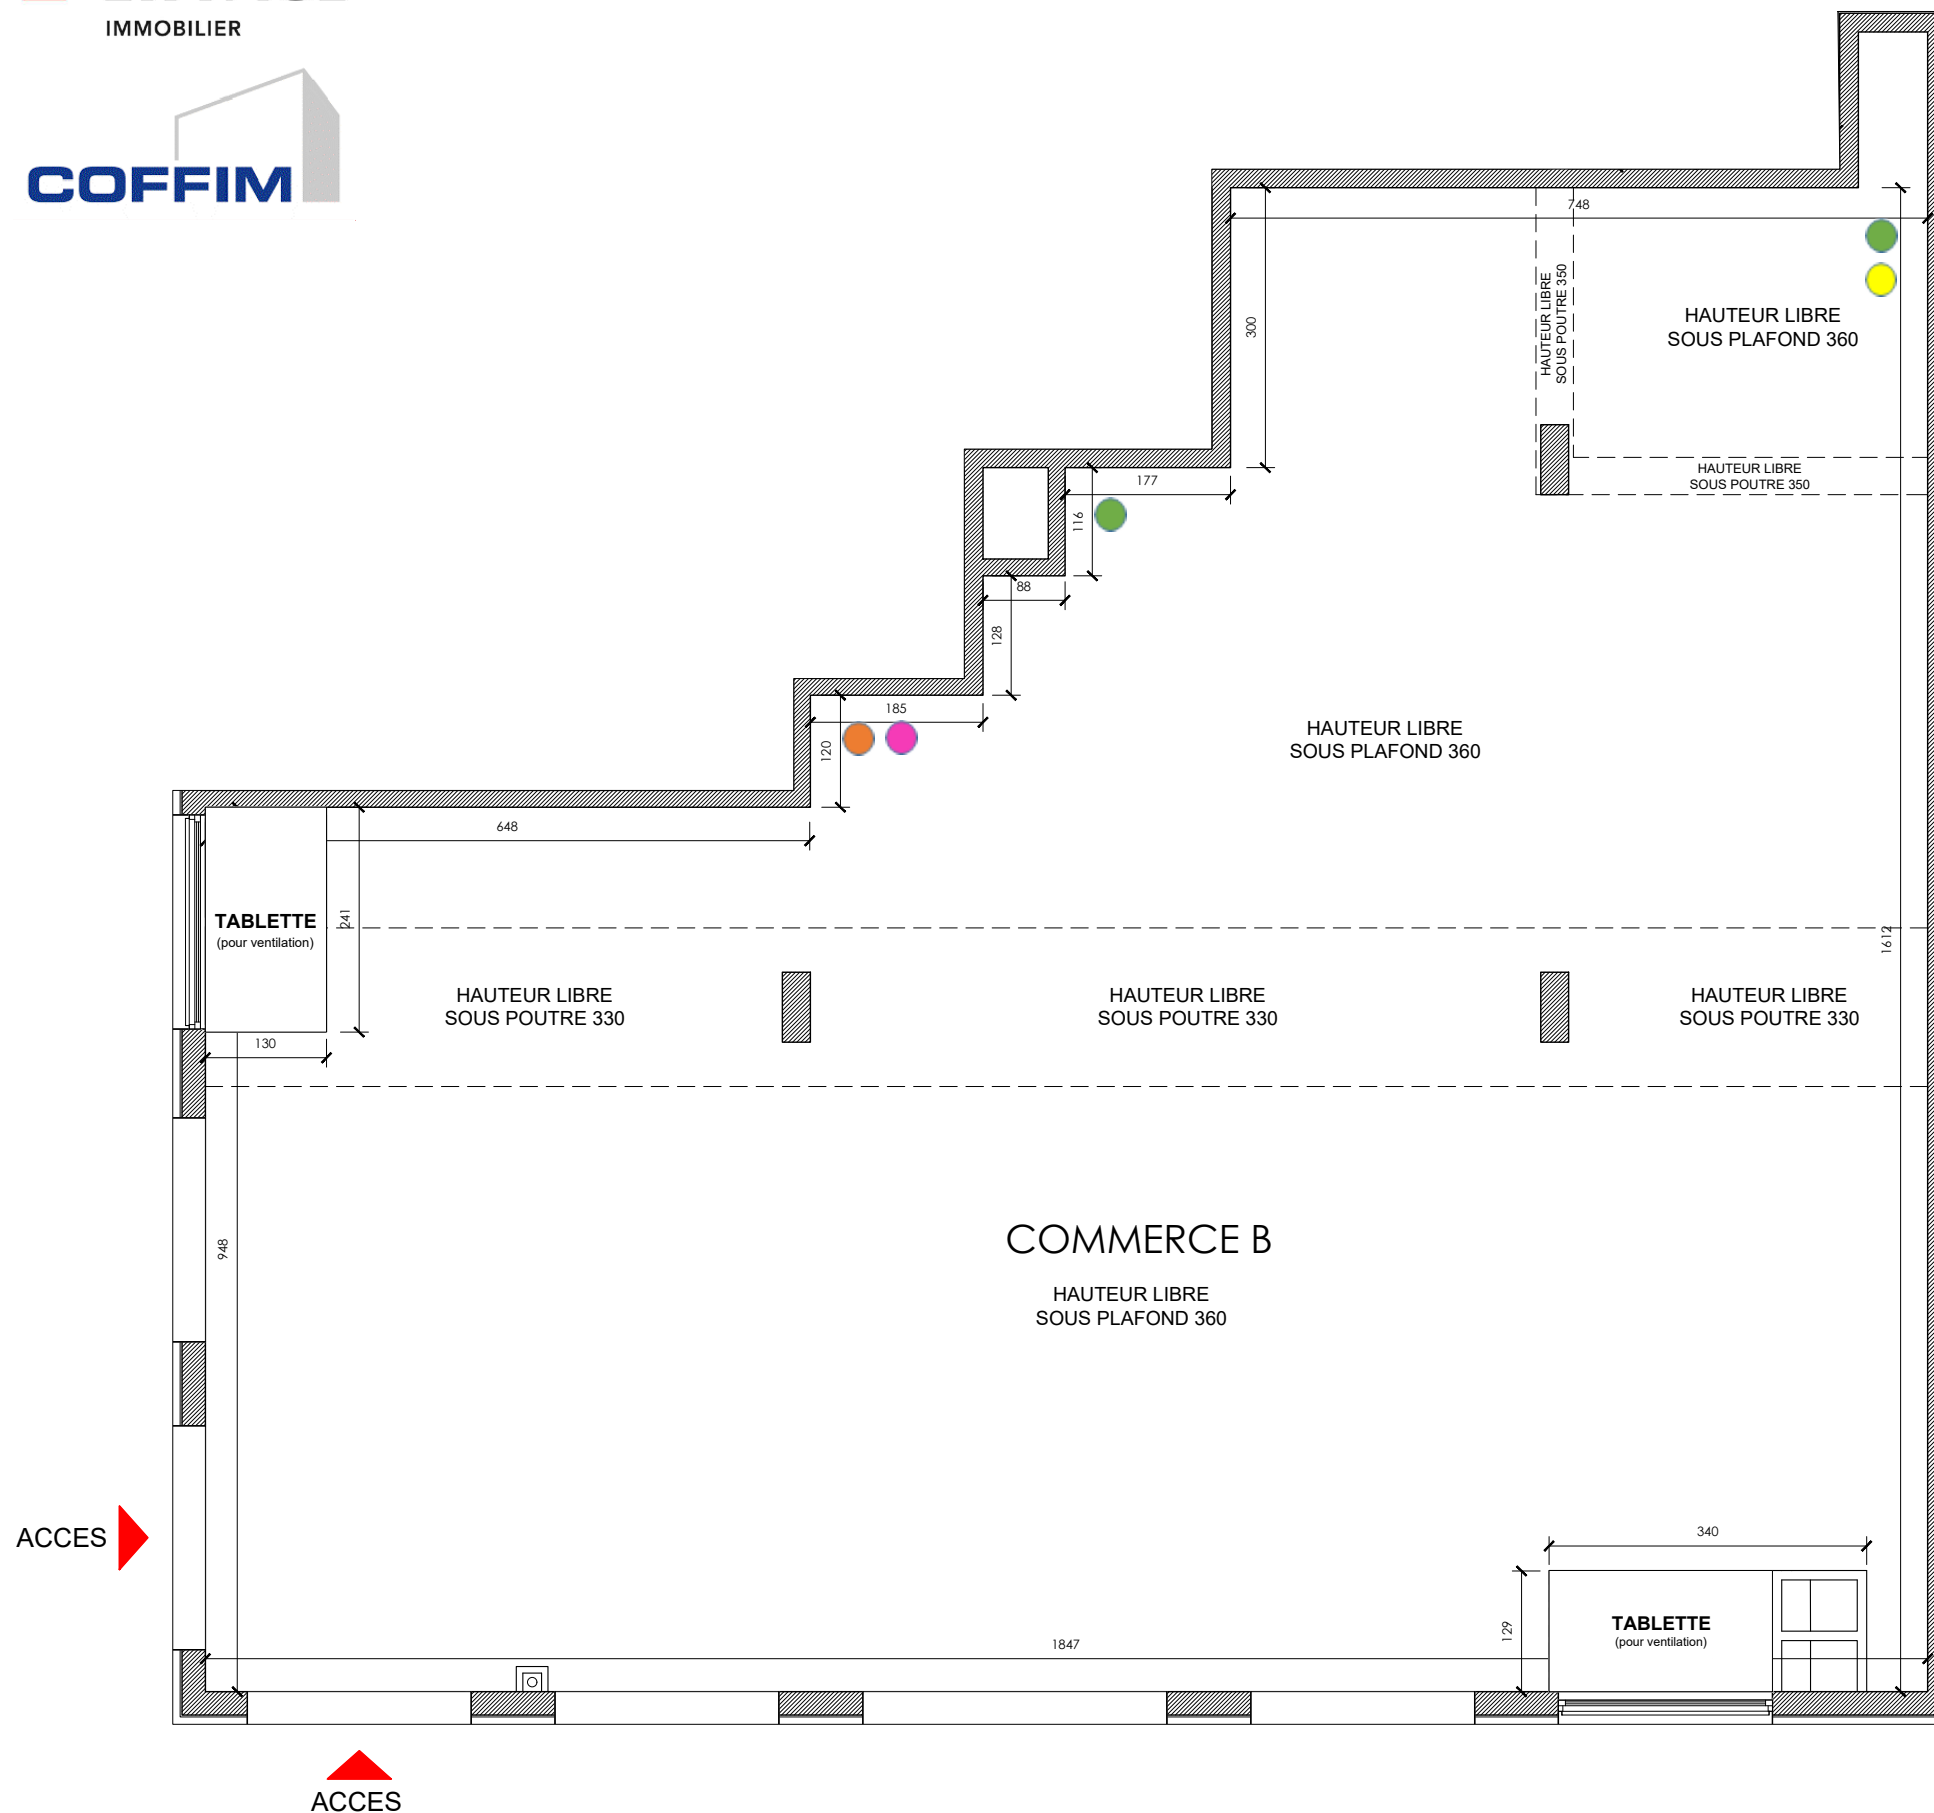 IMMOBILIER
COFFIM
748
HAUTEUR LIBRE
SOUS POUTRE 350
HAUTEUR LIBRE
SOUS PLAFOND 360
300
HAUTEUR LIBRE
SOUS POUTRE 350
177
116
88
128
185
120
HAUTEUR LIBRE
SOUS PLAFOND 360
648
TABLETTE
(pour ventilation)
241
1612
HAUTEUR LIBRE
SOUS POUTRE 330
HAUTEUR LIBRE
SOUS POUTRE 330
HAUTEUR LIBRE
SOUS POUTRE 330
130
948
COMMERCE B
HAUTEUR LIBRE
SOUS PLAFOND 360
ACCES
340
129
TABLETTE
(pour ventilation)
1847
ACCES